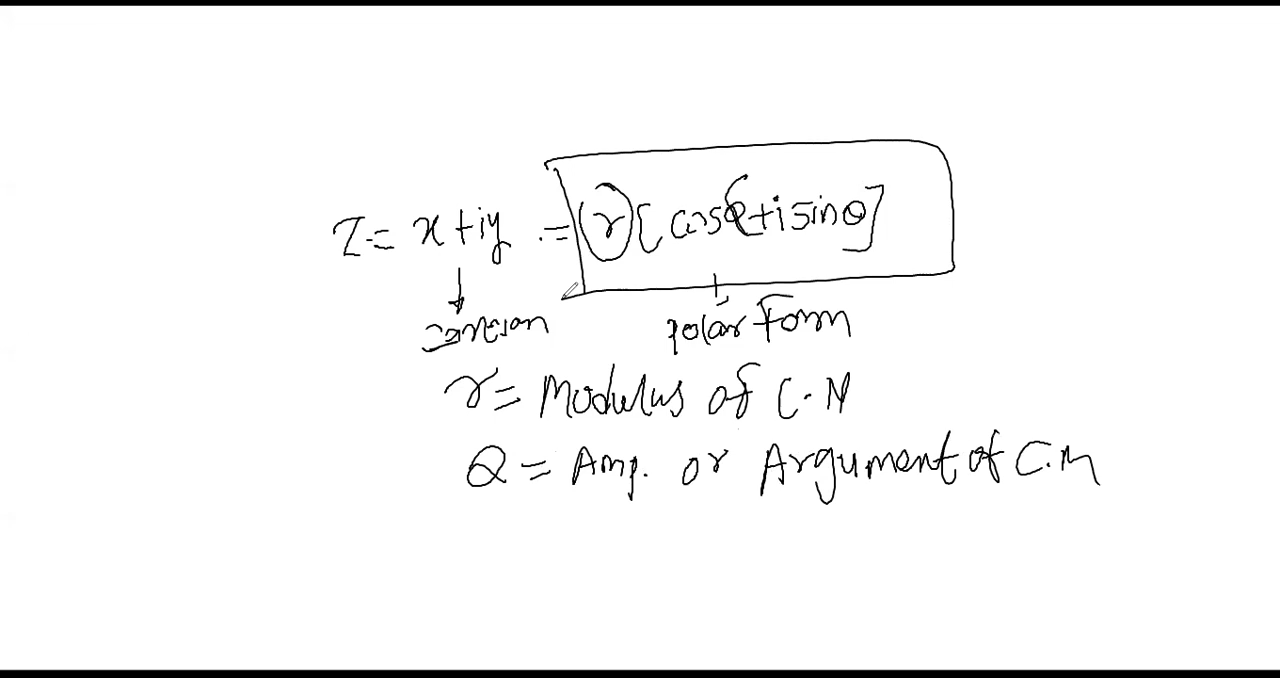 Z = x + iy = r [cosθ + i sinθ]
cartesian polar Form
r = Modulus of C.N
θ = Amp. or Argument of C.N